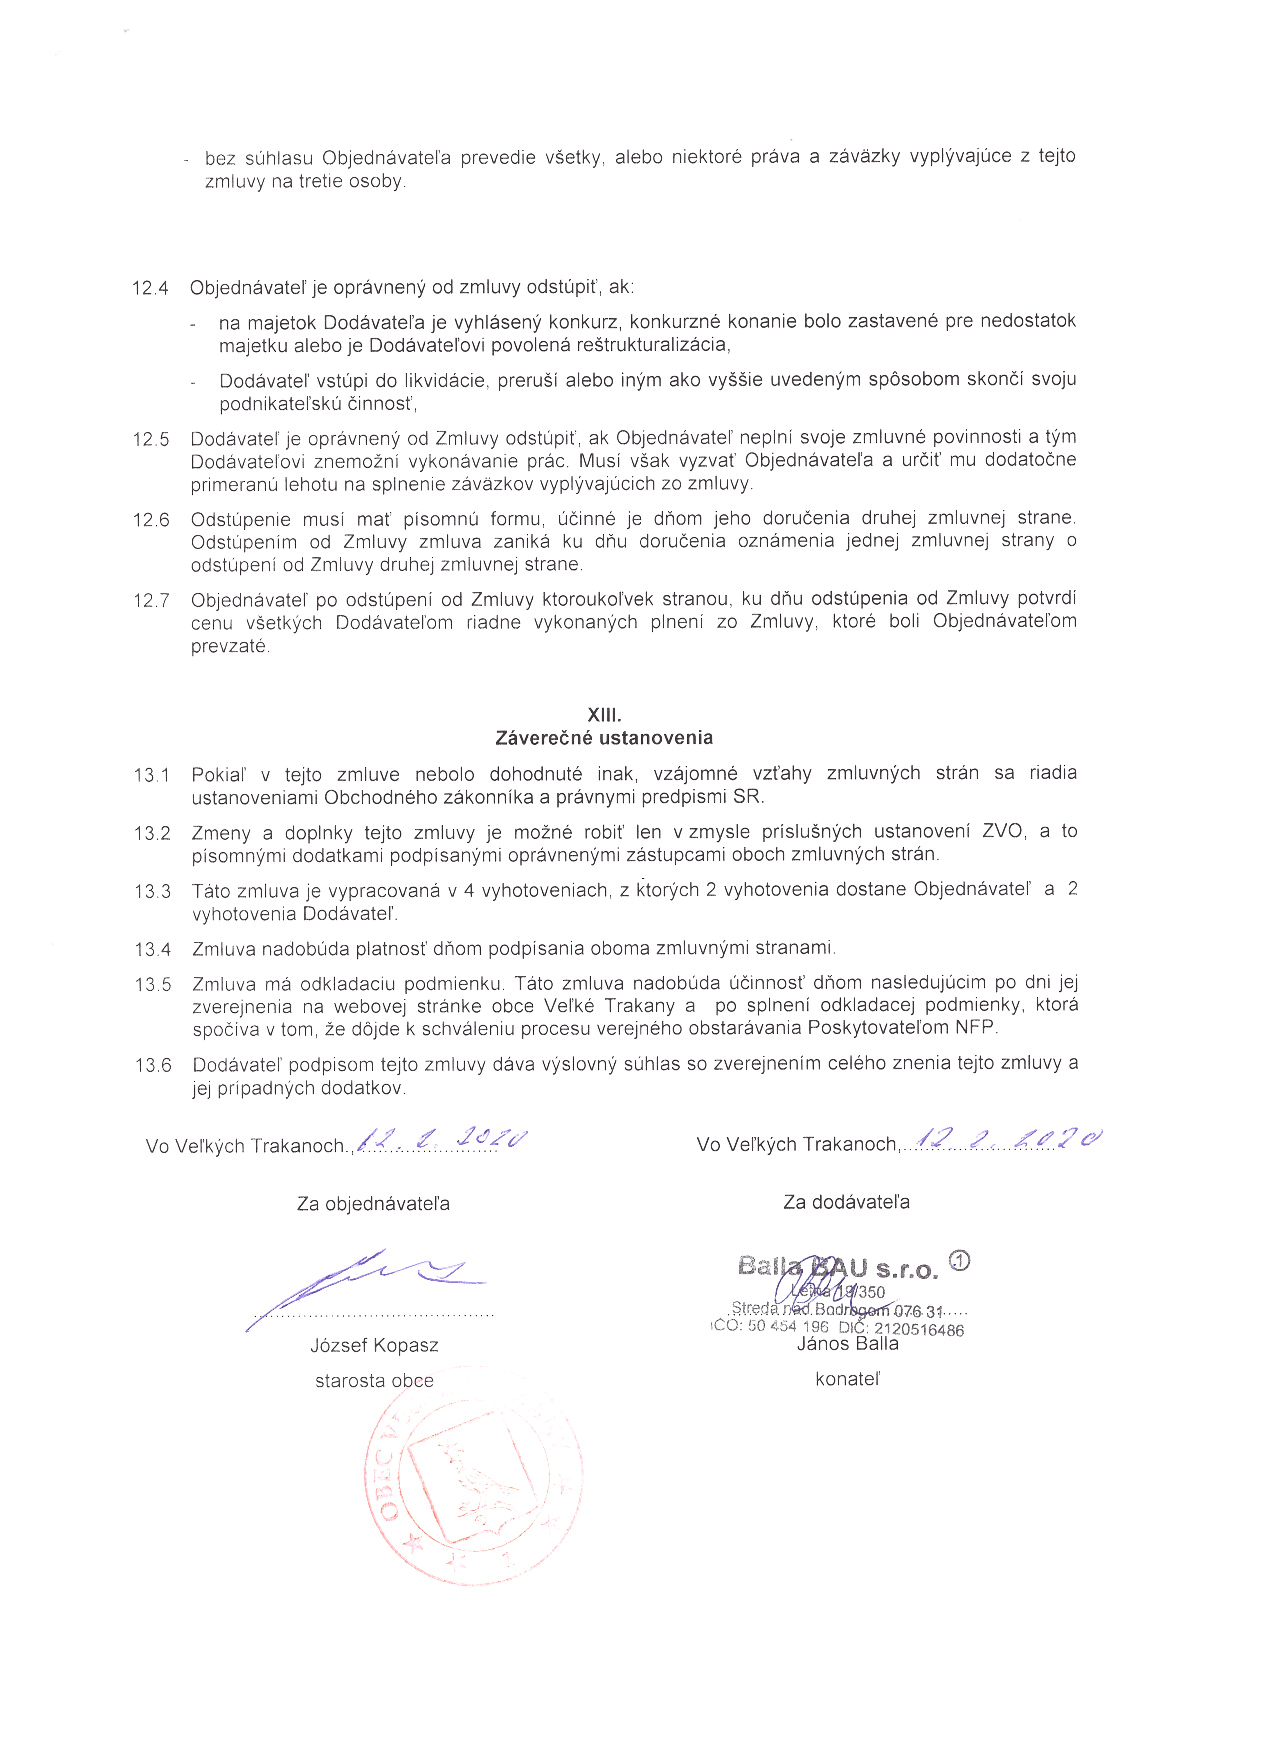 - bez súhlasu Objednávateľa prevedie všetky, alebo niektoré práva a záväzky vyplývajúce z tejto
zmluvy na tretie osoby.
12.4 Objednávateľ je oprávnený od zmluvy odstúpiť, ak:
- na majetok Dodávateľa je vyhlásený konkurz, konkurzné konanie bolo zastavené pre nedostatok
majetku alebo je Dodávateľovi povolená reštrukturalizácia,
- Dodávateľ vstúpi do likvidácie, preruší alebo iným ako vyššie uvedeným spôsobom skončí svoju
podnikateľskú činnosť,
12.5 Dodávateľ je oprávnený od Zmluvy odstúpiť, ak Objednávateľ neplní svoje zmluvné povinnosti a tým
Dodávateľovi znemožní vykonávanie prác. Musí však vyzvať Objednávateľa a určiť mu dodatočne
primeranú lehotu na splnenie záväzkov vyplývajúcich zo zmluvy.
12.6 Odstúpenie musí mať písomnú formu, účinné je dňom jeho doručenia druhej zmluvnej strane.
Odstúpením od Zmluvy zmluva zaniká ku dňu doručenia oznámenia jednej zmluvnej strany o
odstúpení od Zmluvy druhej zmluvnej strane.
12.7 Objednávateľ po odstúpení od Zmluvy ktoroukoľvek stranou, ku dňu odstúpenia od Zmluvy potvrdí
cenu všetkých Dodávateľom riadne vykonaných plnení zo Zmluvy, ktoré boli Objednávateľom
prevzaté.
XIII.
Záverečné ustanovenia
13.1 Pokiaľ v tejto zmluve nebolo dohodnuté inak, vzájomné vzťahy zmluvných strán sa riadia
ustanoveniami Obchodného zákonníka a právnymi predpismi SR.
13.2 Zmeny a doplnky tejto zmluvy je možné robiť len v zmysle príslušných ustanovení ZVO, a to
písomnými dodatkami podpísanými oprávnenými zástupcami oboch zmluvných strán.
13.3 Táto zmluva je vypracovaná v 4 vyhotoveniach, z ktorých 2 vyhotovenia dostane Objednávateľ a 2
vyhotovenia Dodávateľ.
13.4 Zmluva nadobúda platnosť dňom podpísania oboma zmluvnými stranami.
13.5 Zmluva má odkladaciu podmienku. Táto zmluva nadobúda účinnosť dňom nasledujúcim po dni jej
zverejnenia na webovej stránke obce Veľké Trakany a po splnení odkladacej podmienky, ktorá
spočíva v tom, že dôjde k schváleniu procesu verejného obstarávania Poskytovateľom NFP.
13.6 Dodávateľ podpisom tejto zmluvy dáva výslovný súhlas so zverejnením celého znenia tejto zmluvy a
jej prípadných dodatkov.
Vo Veľkých Trakanoch., 12. 2. 2020 Vo Veľkých Trakanoch, 12. 2. 2020
Za objednávateľa Za dodávateľa
Balla BAU s.r.o. 1
Letná 19/350
Streda nad Bodrogom 076 31
IČO: 50 454 196 DIČ: 2120516486
József Kopasz János Balla
starosta obce konateľ
OBEC
1